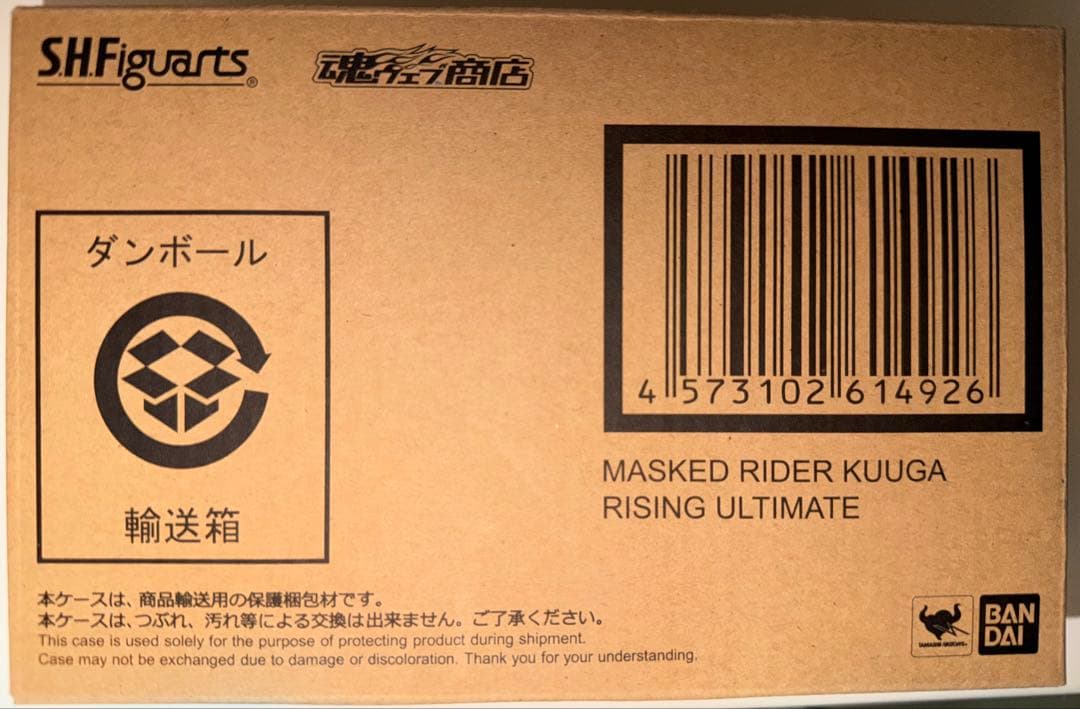 S.H.Figuarts®
魂ウェブ商店
ダンボール
輸送箱
4 573102 614926
MASKED RIDER KUUGA
RISING ULTIMATE
本ケースは、商品輸送用の保護梱包材です。
本ケースは、つぶれ、汚れ等による交換は出来ません。ご了承ください。
This case is used solely for the purpose of protecting product during shipment.
Case may not be exchanged due to damage or discoloration. Thank you for your understanding.
TAMASHII NATIONS
BAN
DAI